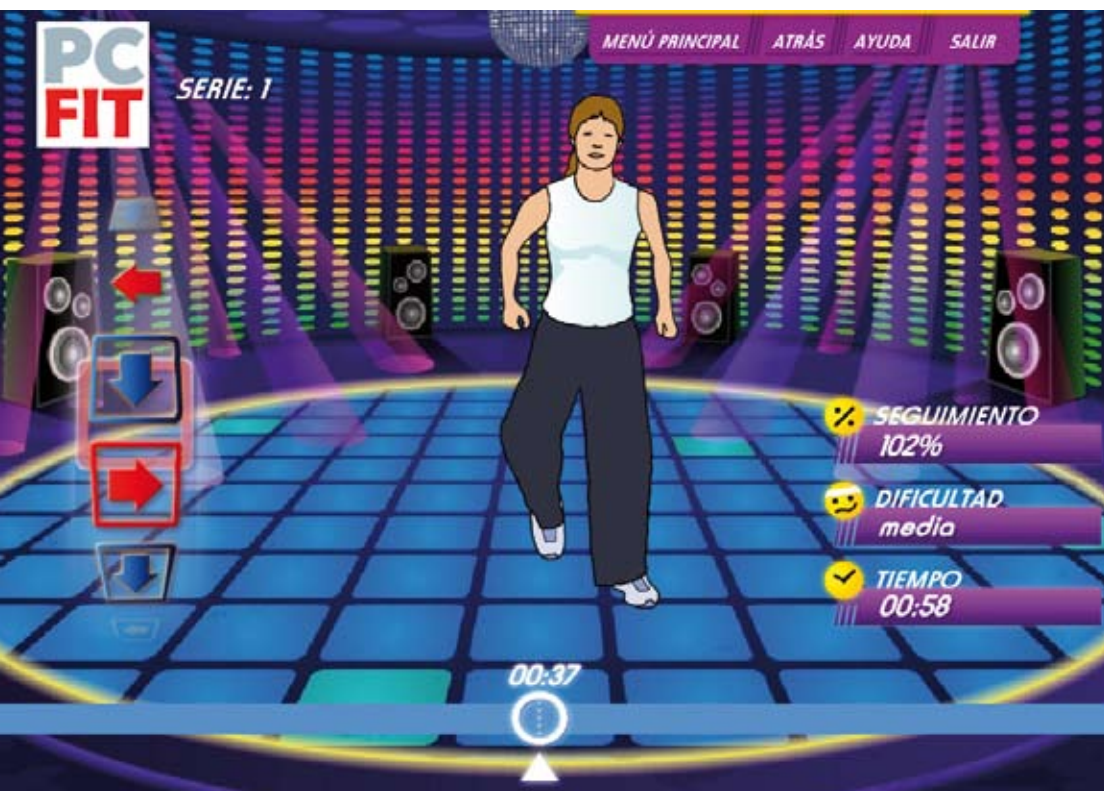 PC
FIT
SERIE: 1
MENÚ PRINCIPAL ATRÁS AYUDA SALIR
SEGUIMIENTO
102%
DIFICULTAD
media
TIEMPO
00:58
00:37